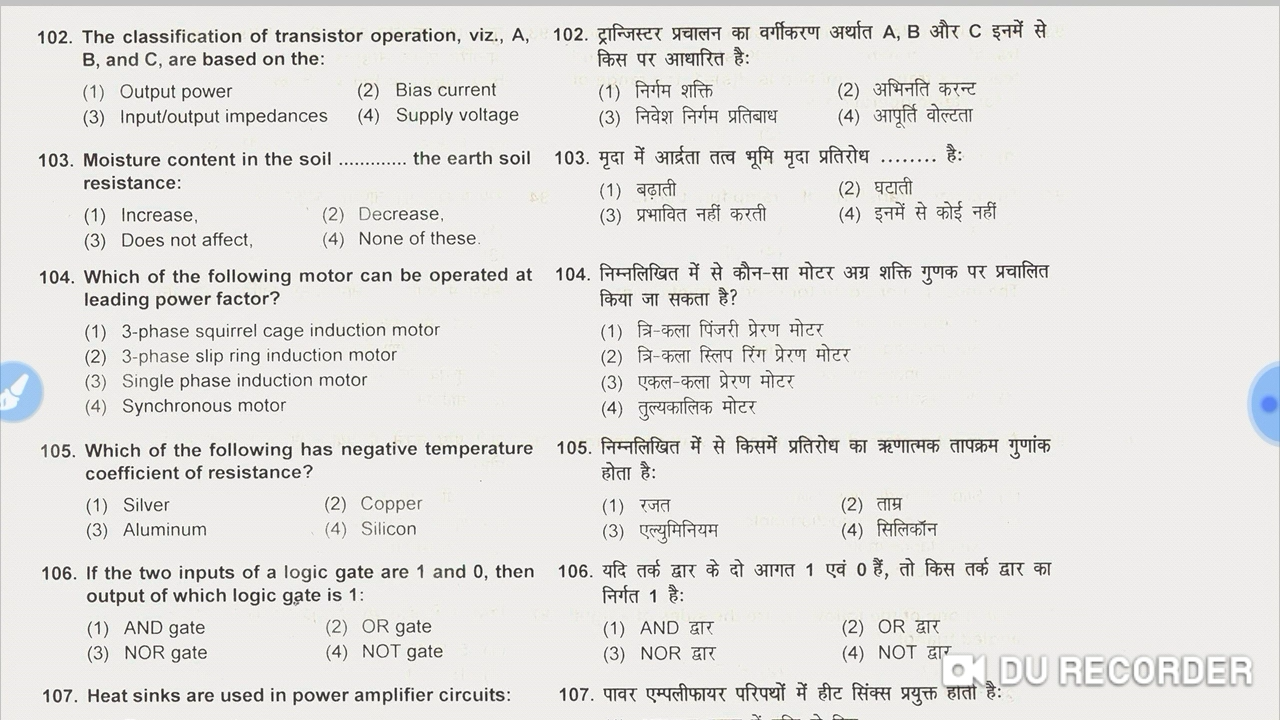 102. The classification of transistor operation, viz., A,
B, and C, are based on the:
(1) Output power (2) Bias current
(3) Input/output impedances (4) Supply voltage
103. Moisture content in the soil ............. the earth soil
resistance:
(1) Increase, (2) Decrease,
(3) Does not affect, (4) None of these.
104. Which of the following motor can be operated at
leading power factor?
(1) 3-phase squirrel cage induction motor
(2) 3-phase slip ring induction motor
(3) Single phase induction motor
(4) Synchronous motor
105. Which of the following has negative temperature
coefficient of resistance?
(1) Silver (2) Copper
(3) Aluminum (4) Silicon
106. If the two inputs of a logic gate are 1 and 0, then
output of which logic gate is 1:
(1) AND gate (2) OR gate
(3) NOR gate (4) NOT gate
107. Heat sinks are used in power amplifier circuits:
102. ट्रान्जिस्टर प्रचालन का वर्गीकरण अर्थात A, B और C इनमें से
किस पर आधारित है:
(1) निर्गम शक्ति (2) अभिनति करन्ट
(3) निवेश निर्गम प्रतिबाध (4) आपूर्ति वोल्टता
103. मृदा में आर्द्रता तत्व भूमि मृदा प्रतिरोध ........ है:
(1) बढ़ाती (2) घटाती
(3) प्रभावित नहीं करती (4) इनमें से कोई नहीं
104. निम्नलिखित में से कौन-सा मोटर अग्र शक्ति गुणक पर प्रचालित
किया जा सकता है?
(1) त्रि-कला पिंजरी प्रेरण मोटर
(2) त्रि-कला स्लिप रिंग प्रेरण मोटर
(3) एकल-कला प्रेरण मोटर
(4) तुल्यकालिक मोटर
105. निम्नलिखित में से किसमें प्रतिरोध का ऋणात्मक तापक्रम गुणांक
होता है:
(1) रजत (2) ताम्र
(3) एल्युमिनियम (4) सिलिकॉन
106. यदि तर्क द्वार के दो आगत 1 एवं 0 हैं, तो किस तर्क द्वार का
निर्गत 1 है:
(1) AND द्वार (2) OR द्वार
(3) NOR द्वार (4) NOT द्वार
107. पावर एम्पलीफायर परिपथों में हीट सिंक्स प्रयुक्त होता है:
DU RECORDER